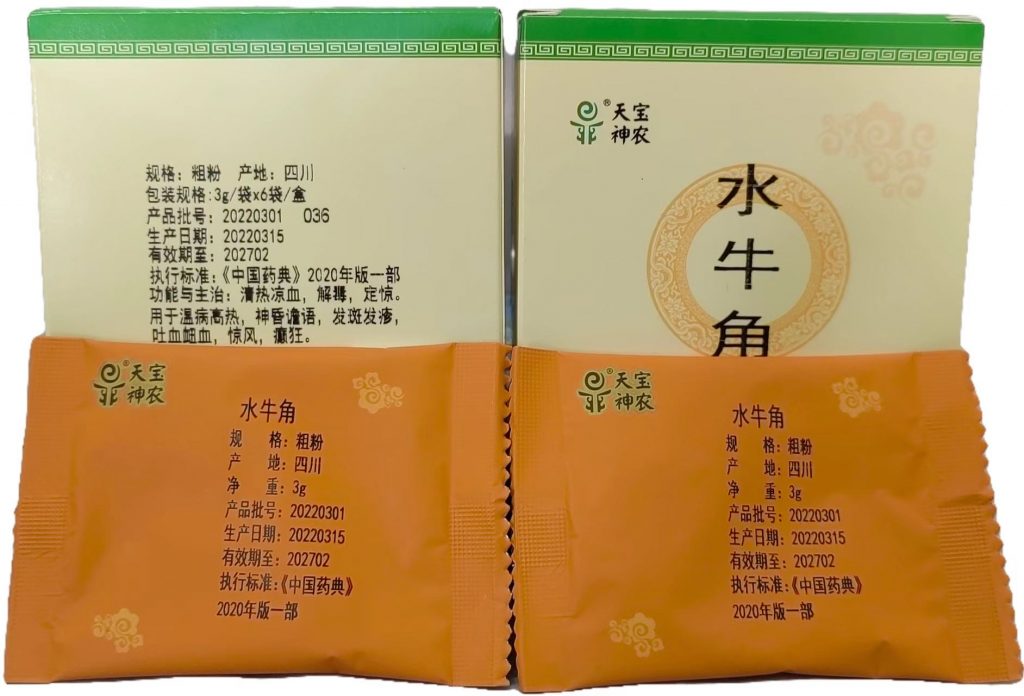 规格：粗粉 产地：四川
包装规格:3g/袋x6袋/盒
产品批号：20220301 036
生产日期：20220315
有效期至：202702
执行标准:《中国药典》2020年版一部
功能与主治：清热凉血，解毒，定惊。
用于温病高热，神昏谵语，发斑发疹，
吐血衄血，惊风，癫狂。
®天宝
神农
水
牛
角
®天宝
神农
水牛角
规 格：粗粉
产 地：四川
净 重：3g
产品批号：20220301
生产日期：20220315
有效期至：202702
执行标准:《中国药典》
2020年版一部
®天宝
神农
水牛角
规 格：粗粉
产 地：四川
净 重：3g
产品批号：20220301
生产日期：20220315
有效期至：202702
执行标准:《中国药典》
2020年版一部